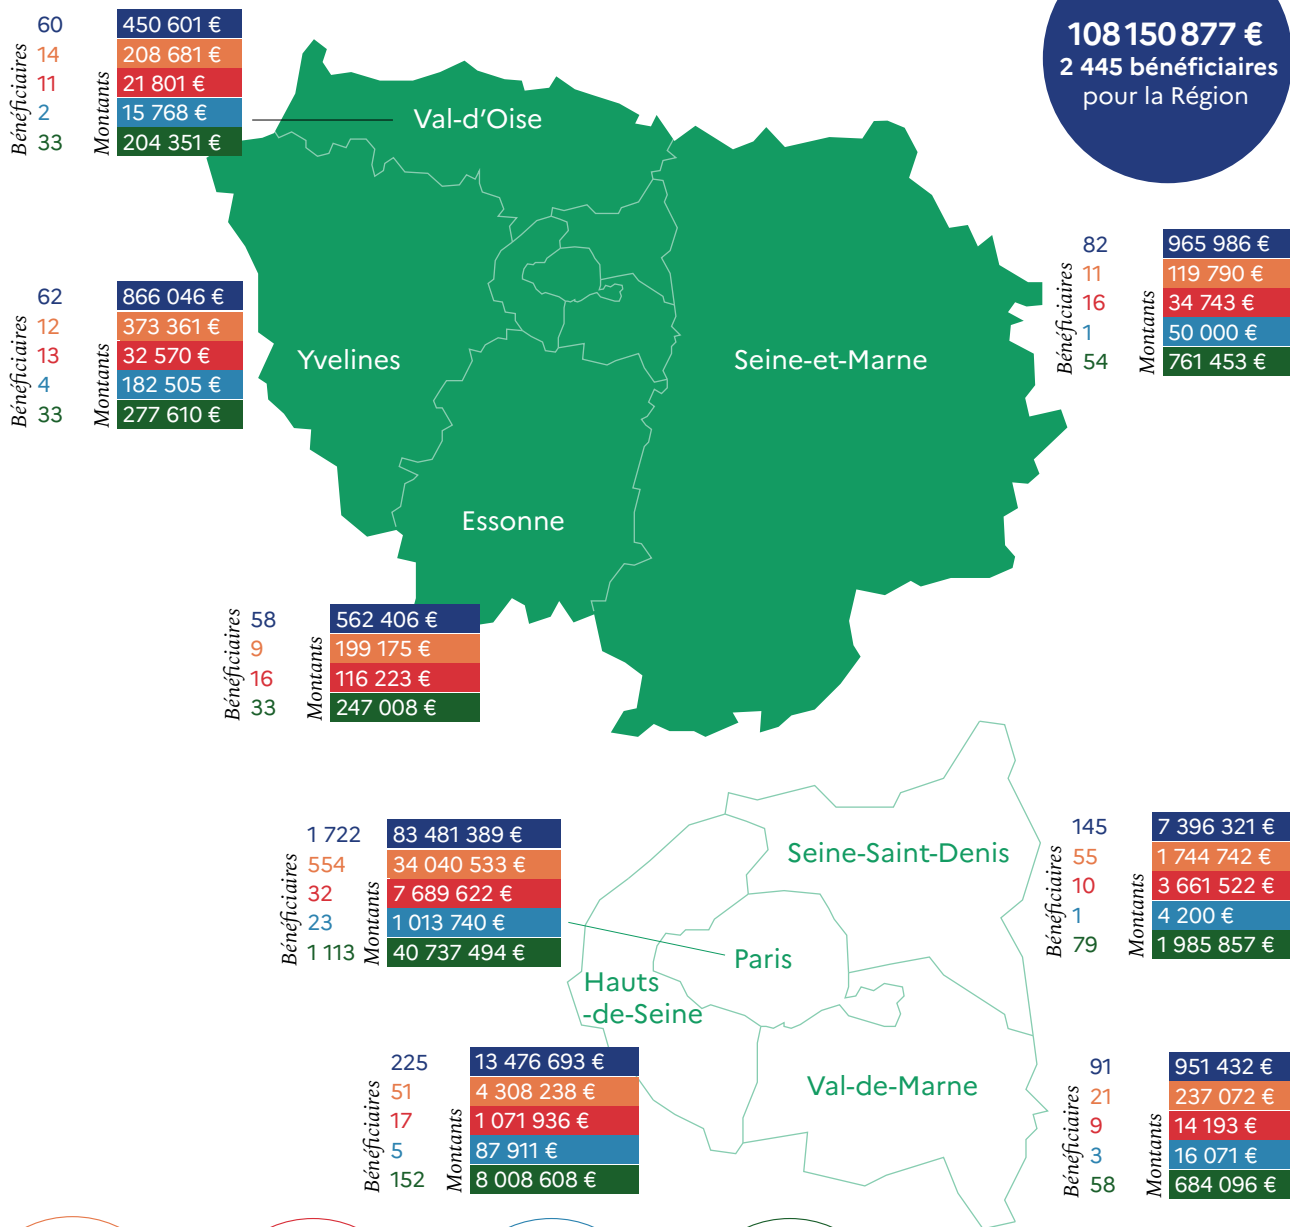 108 150 877 €
2 445 bénéficiaires
pour la Région
Bénéficiaires
60
14
11
2
33
Montants
450 601 €
208 681 €
21 801 €
15 768 €
204 351 €
Val-d'Oise
Bénéficiaires
82
11
16
1
54
Montants
965 986 €
119 790 €
34 743 €
50 000 €
761 453 €
Bénéficiaires
62
12
13
4
33
Montants
866 046 €
373 361 €
32 570 €
182 505 €
277 610 €
Yvelines
Seine-et-Marne
Essonne
Bénéficiaires
58
9
16
33
Montants
562 406 €
199 175 €
116 223 €
247 008 €
Bénéficiaires
1 722
554
32
23
1 113
Montants
83 481 389 €
34 040 533 €
7 689 622 €
1 013 740 €
40 737 494 €
Seine-Saint-Denis
Bénéficiaires
145
55
10
1
79
Montants
7 396 321 €
1 744 742 €
3 661 522 €
4 200 €
1 985 857 €
Paris
Hauts
-de-Seine
Bénéficiaires
225
51
17
5
152
Montants
13 476 693 €
4 308 238 €
1 071 936 €
87 911 €
8 008 608 €
Val-de-Marne
Bénéficiaires
91
21
9
3
58
Montants
951 432 €
237 072 €
14 193 €
16 071 €
684 096 €